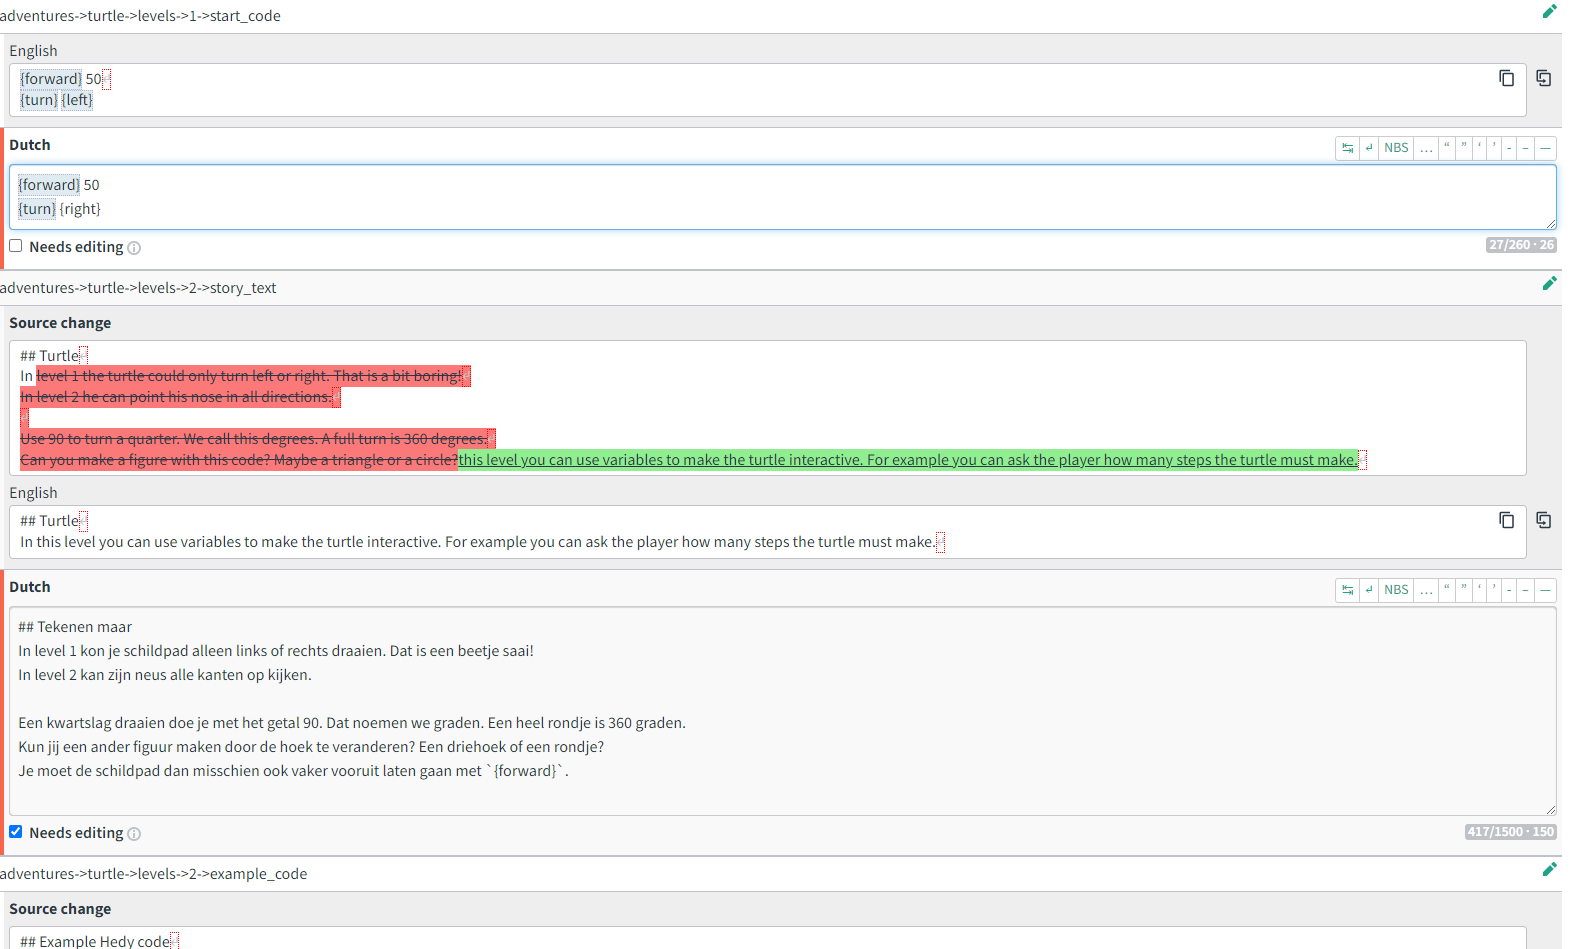 adventures->turtle->levels->1->start_code
English
{forward} 50
{turn} {left}
Dutch
NBS … “ ” ‘ ’ - – —
{forward} 50
{turn} {right}
Needs editing
27/260 · 26
adventures->turtle->levels->2->story_text
Source change
## Turtle
In level 1 the turtle could only turn left or right. That is a bit boring!
In level 2 he can point his nose in all directions.
Use 90 to turn a quarter. We call this degrees. A full turn is 360 degrees.
Can you make a figure with this code? Maybe a triangle or a circle?this level you can use variables to make the turtle interactive. For example you can ask the player how many steps the turtle must make.
English
## Turtle
In this level you can use variables to make the turtle interactive. For example you can ask the player how many steps the turtle must make.
Dutch
NBS … “ ” ‘ ’ - – —
## Tekenen maar
In level 1 kon je schildpad alleen links of rechts draaien. Dat is een beetje saai!
In level 2 kan zijn neus alle kanten op kijken.
Een kwartslag draaien doe je met het getal 90. Dat noemen we graden. Een heel rondje is 360 graden.
Kun jij een ander figuur maken door de hoek te veranderen? Een driehoek of een rondje?
Je moet de schildpad dan misschien ook vaker vooruit laten gaan met `{forward}`.
Needs editing
417/1500 · 150
adventures->turtle->levels->2->example_code
Source change
## Example Hedy code